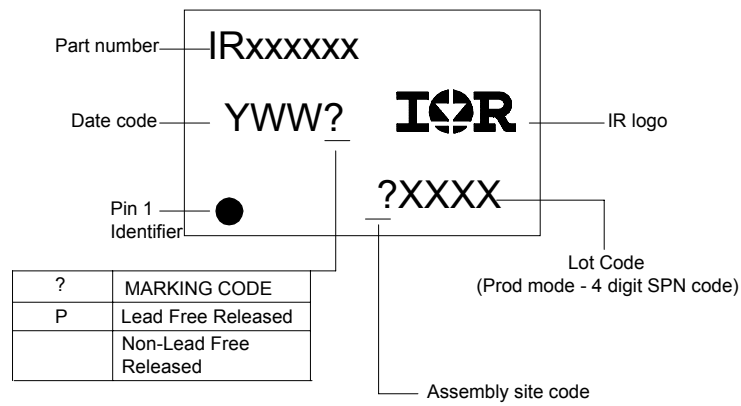 Part number
IRxxxxxx
Date code
YWW?
IOR
IR logo
?XXXX
Pin 1
Identifier
Lot Code
(Prod mode - 4 digit SPN code)
? MARKING CODE
P Lead Free Released
Non-Lead Free
Released
Assembly site code